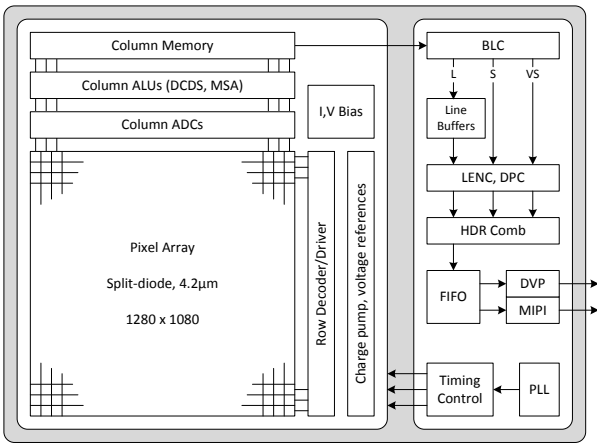 Column Memory
Column ALUs (DCDS, MSA)
Column ADCs
I,V Bias
Pixel Array
Split-diode, 4.2µm
1280 x 1080
Row Decoder/Driver
Charge pump, voltage references
BLC
L
S
VS
Line
Buffers
LENC, DPC
HDR Comb
FIFO
DVP
MIPI
Timing
Control
PLL